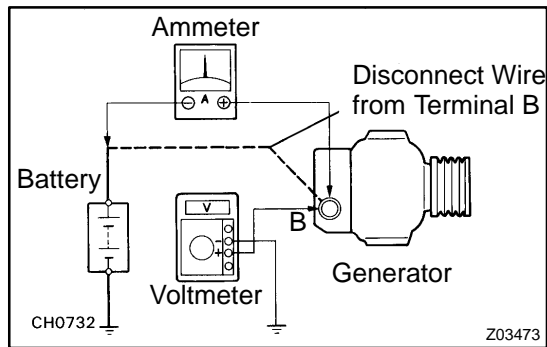 Ammeter
⊖ A ⊕
Disconnect Wire
from Terminal B
Battery
V
B
- 
+
Voltmeter
Generator
CH0732
Z03473